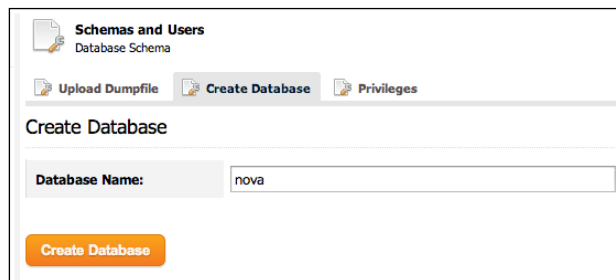 Schemas and Users
Database Schema
Upload Dumpfile Create Database Privileges
Create Database
Database Name: nova
Create Database